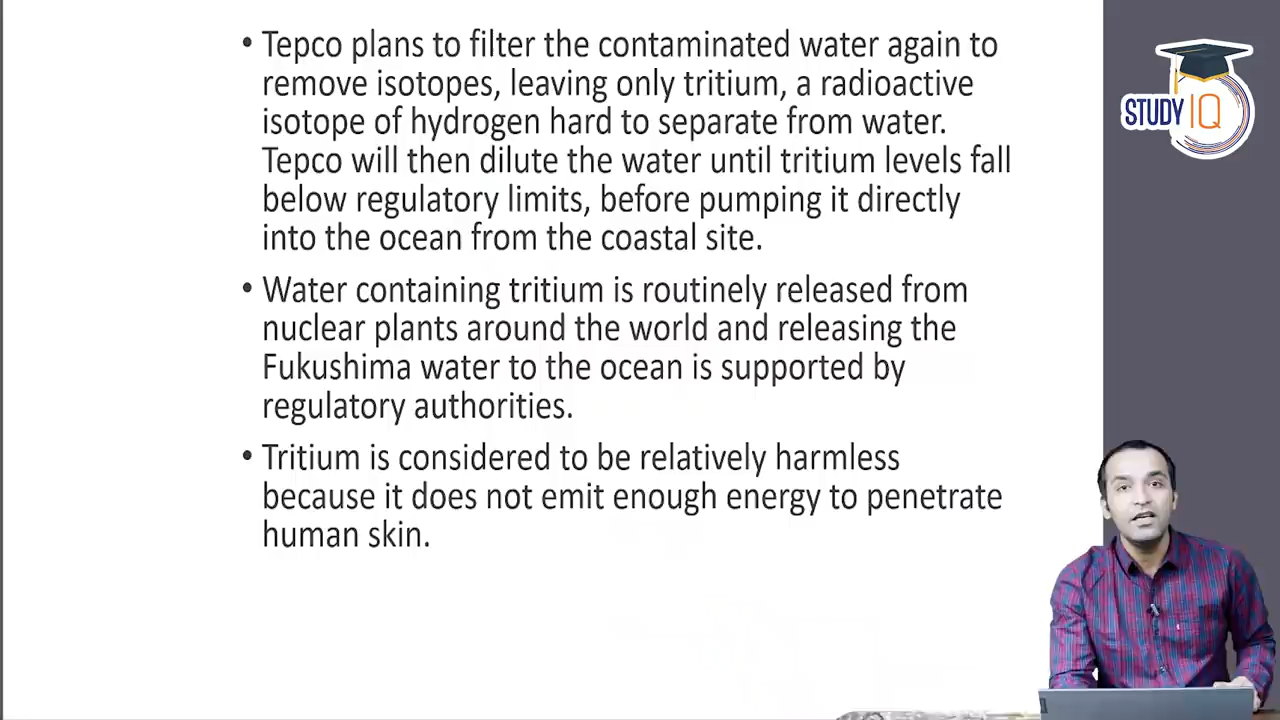 • Tepco plans to filter the contaminated water again to
remove isotopes, leaving only tritium, a radioactive
isotope of hydrogen hard to separate from water.
Tepco will then dilute the water until tritium levels fall
below regulatory limits, before pumping it directly
into the ocean from the coastal site.
• Water containing tritium is routinely released from
nuclear plants around the world and releasing the
Fukushima water to the ocean is supported by
regulatory authorities.
• Tritium is considered to be relatively harmless
because it does not emit enough energy to penetrate
human skin.
STUDY IQ